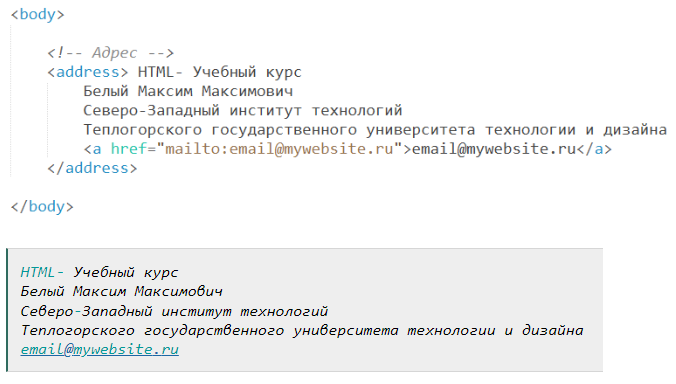 <body>
<!-- Адрес -->
<address> HTML- Учебный курс
Белый Максим Максимович
Северо-Западный институт технологий
Теплогорского государственного университета технологии и дизайна
<a href="mailto:email@mywebsite.ru">email@mywebsite.ru</a>
</address>
</body>
HTML- Учебный курс
Белый Максим Максимович
Северо-Западный институт технологий
Теплогорского государственного университета технологии и дизайна
email@mywebsite.ru